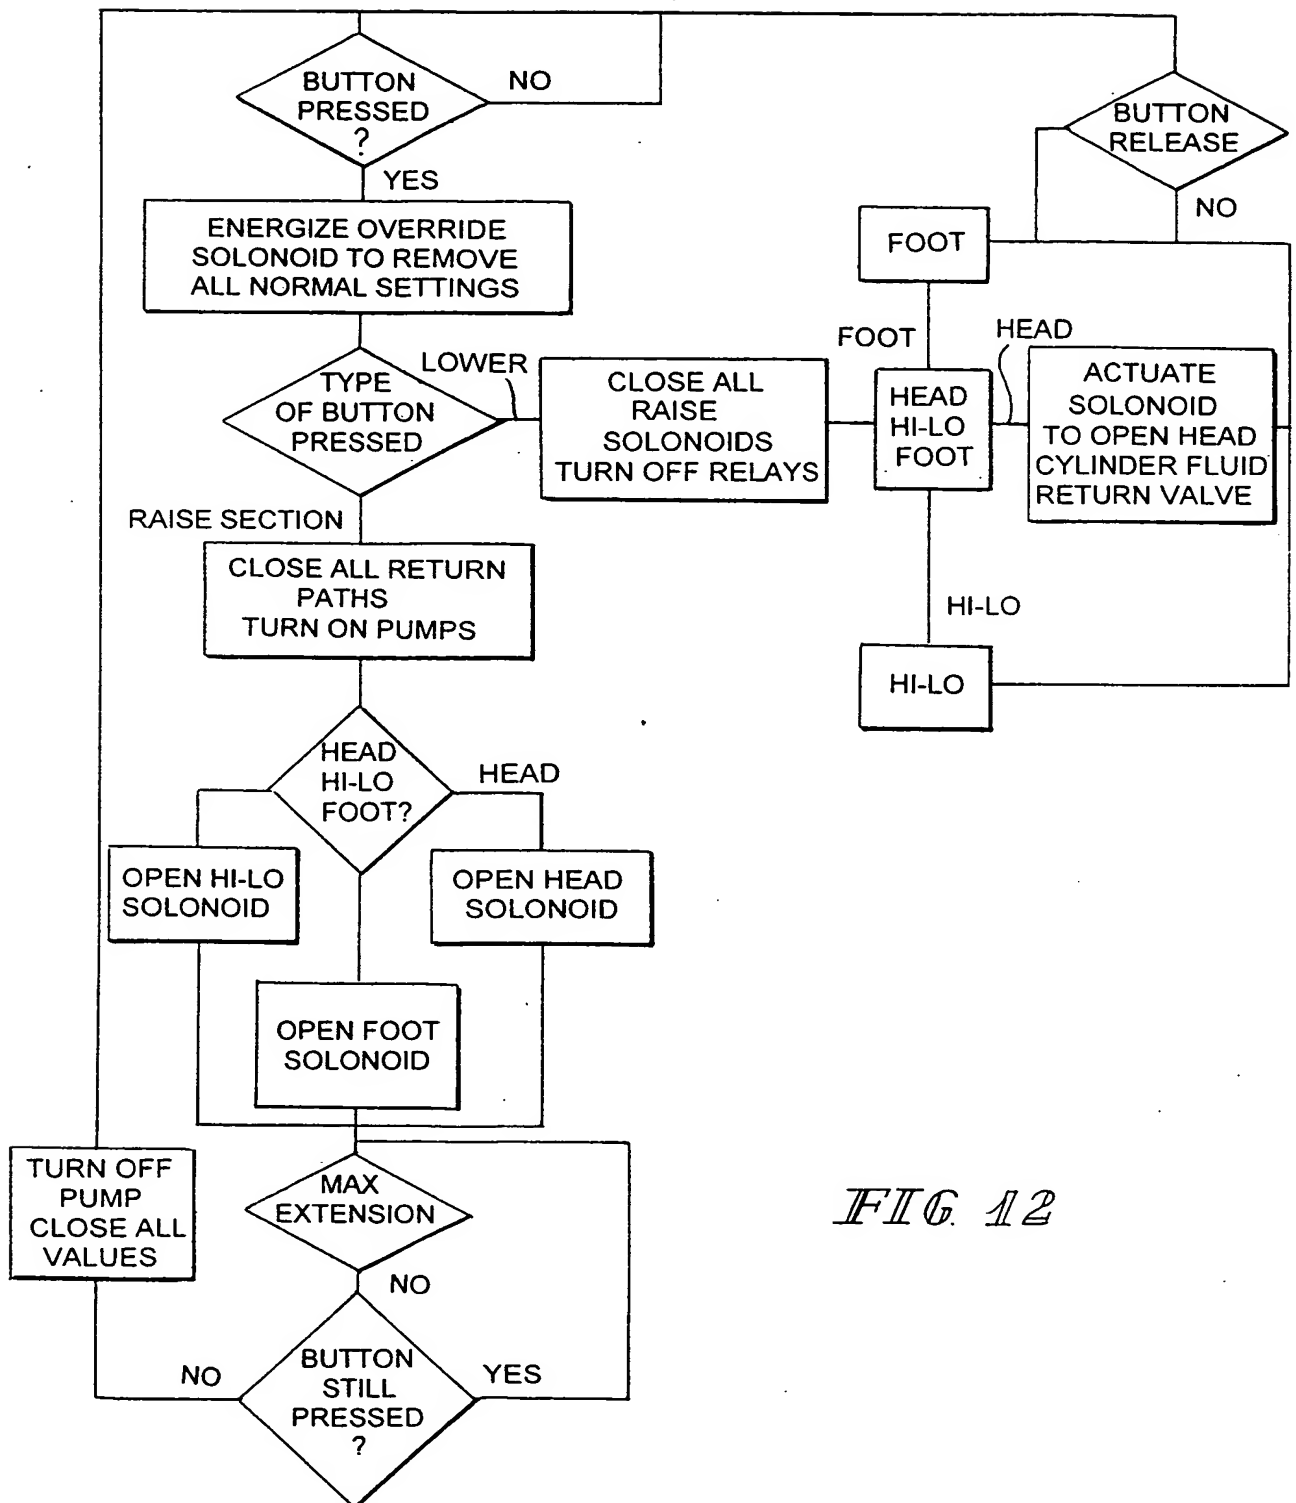 BUTTON
PRESSED
?
NO
YES
ENERGIZE OVERRIDE
SOLONOID TO REMOVE
ALL NORMAL SETTINGS
TYPE
OF BUTTON
PRESSED
LOWER
CLOSE ALL
RAISE
SOLONOIDS
TURN OFF RELAYS
HEAD
HI-LO
FOOT
FOOT
FOOT
HEAD
ACTUATE
SOLONOID
TO OPEN HEAD
CYLINDER FLUID
RETURN VALVE
HI-LO
HI-LO
BUTTON
RELEASE
NO
RAISE SECTION
CLOSE ALL RETURN
PATHS
TURN ON PUMPS
HEAD
HI-LO
FOOT?
HEAD
OPEN HI-LO
SOLONOID
OPEN HEAD
SOLONOID
OPEN FOOT
SOLONOID
MAX
EXTENSION
NO
BUTTON
STILL
PRESSED
?
YES
NO
TURN OFF
PUMP
CLOSE ALL
VALUES
FIG. 12